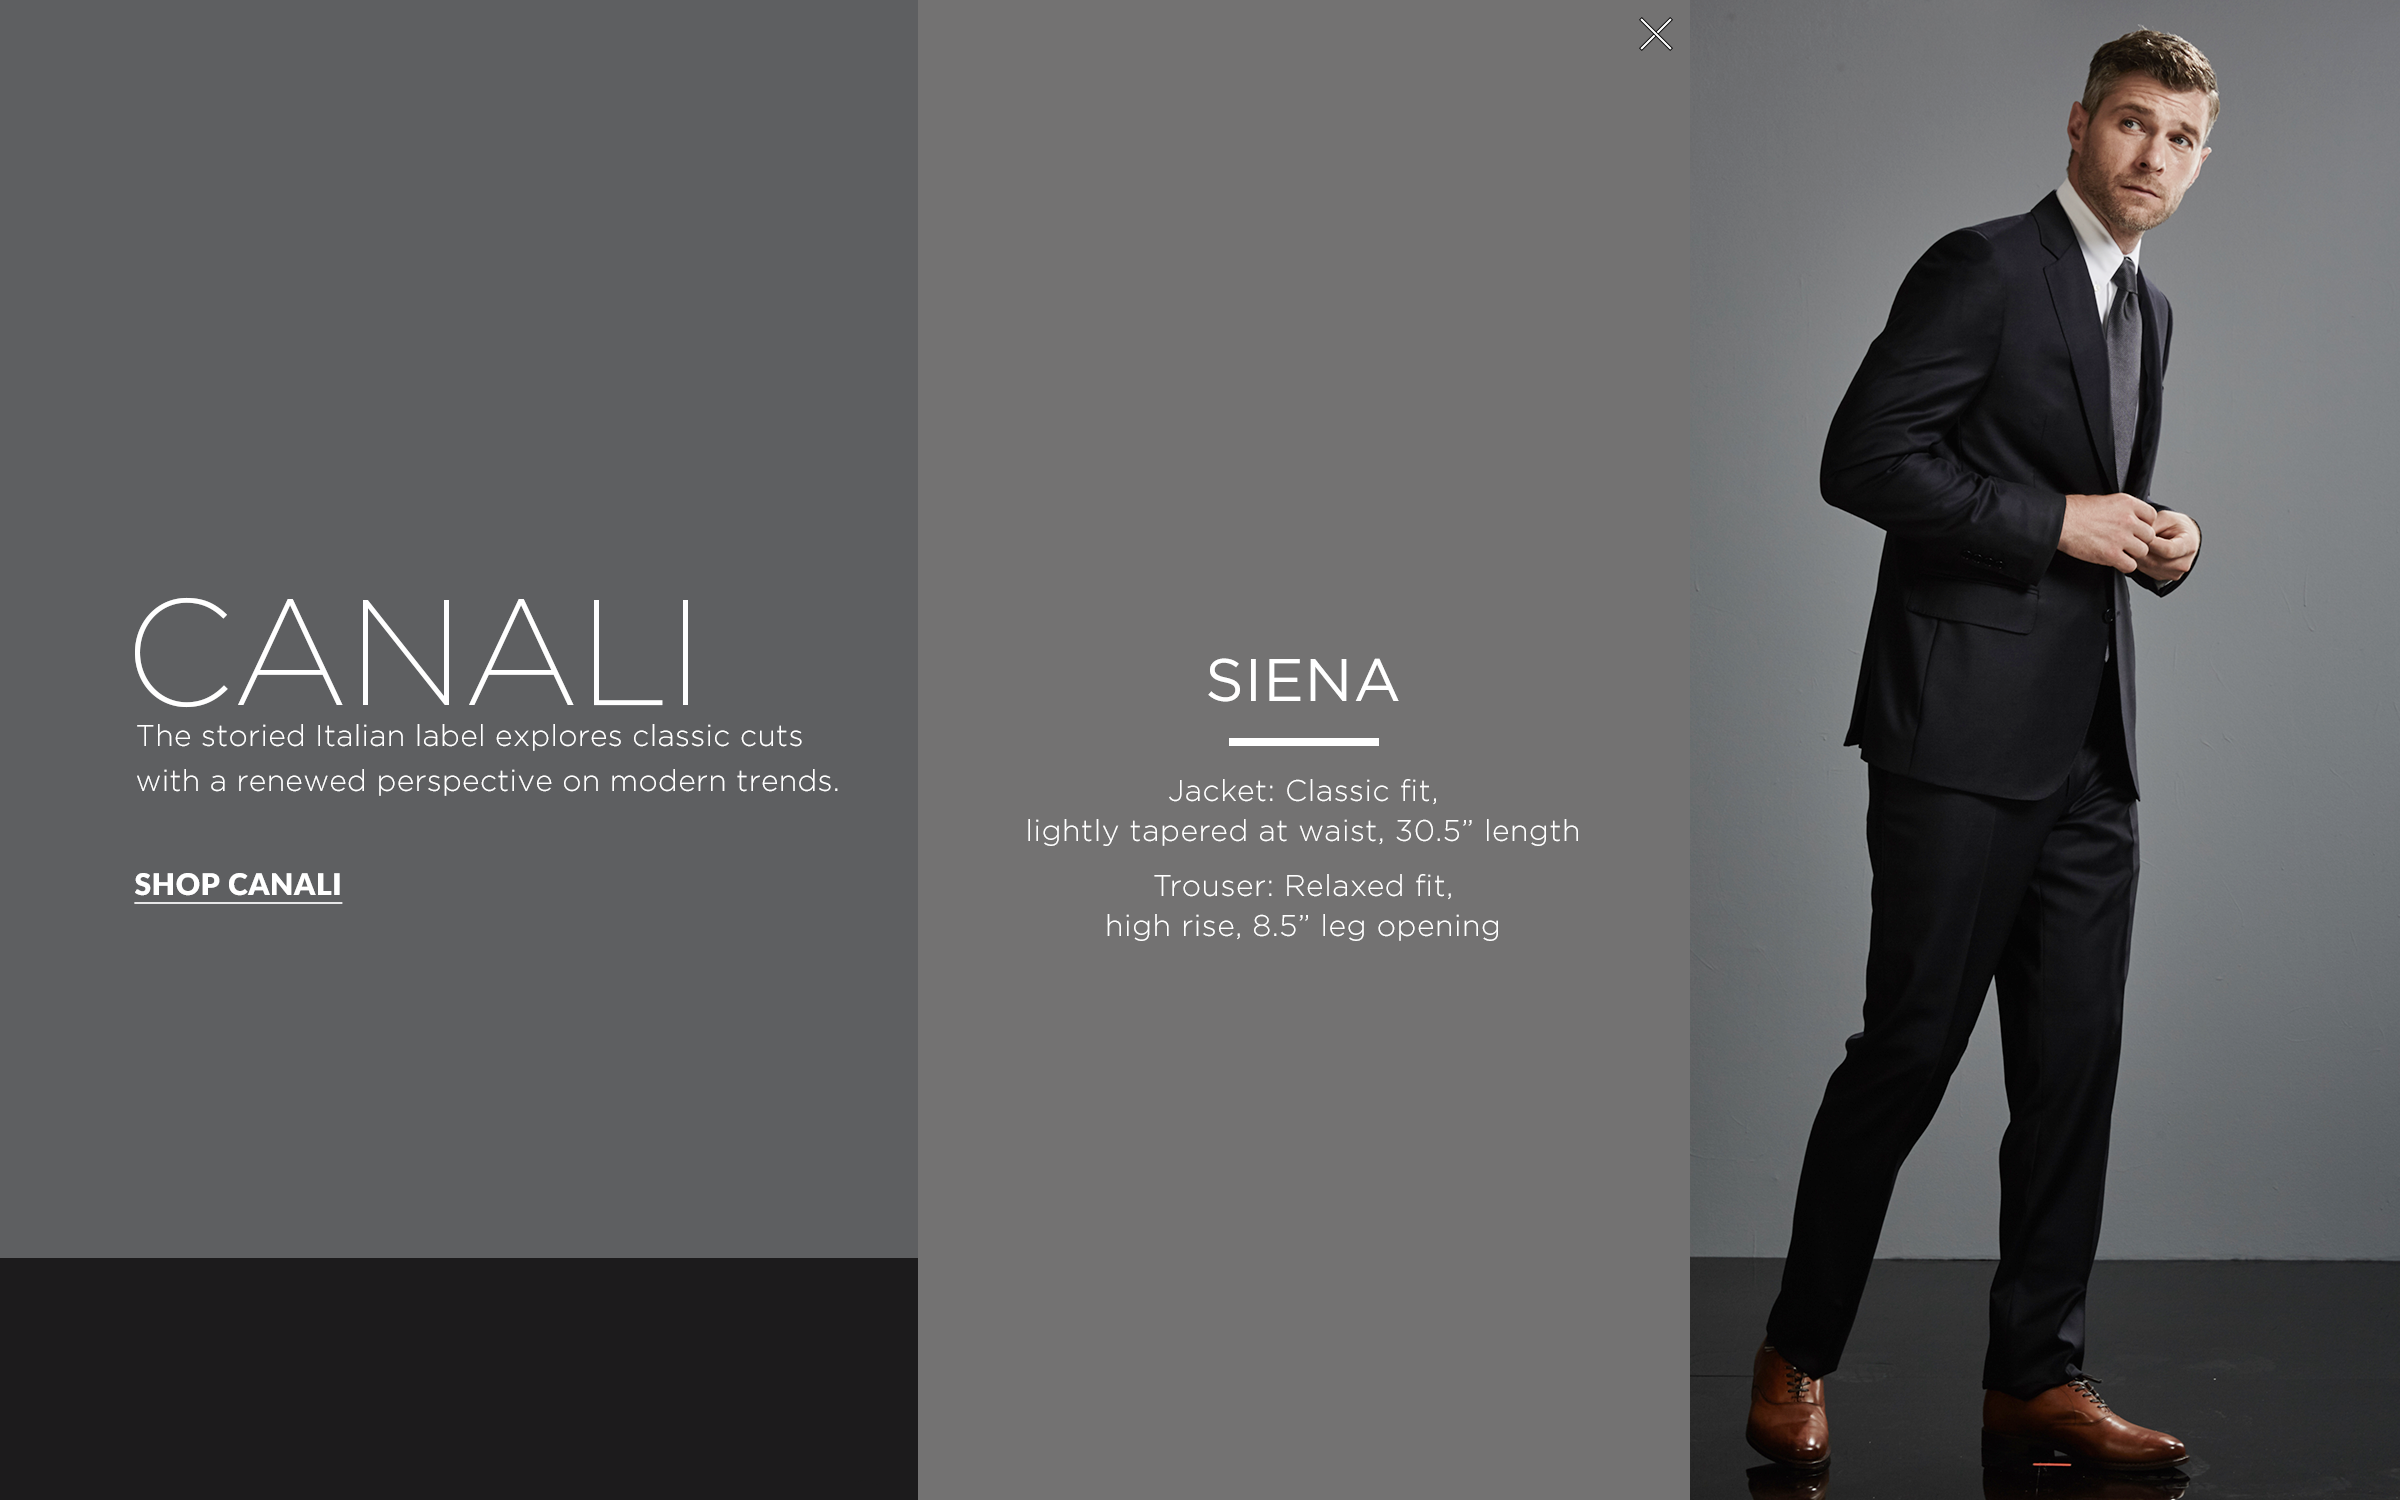 CANALI
The storied Italian label explores classic cuts
with a renewed perspective on modern trends.
SHOP CANALI
SIENA
Jacket: Classic fit,
lightly tapered at waist, 30.5” length
Trouser: Relaxed fit,
high rise, 8.5” leg opening